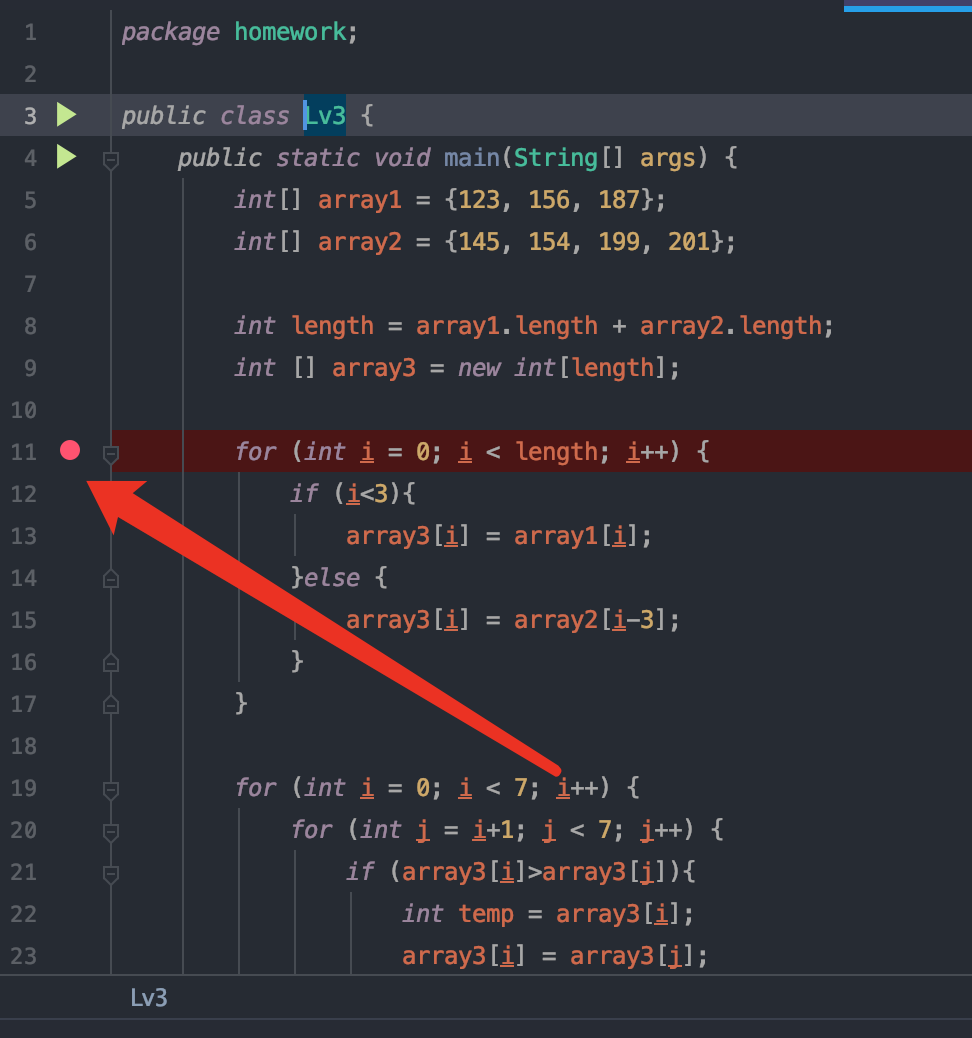 1 package homework;
2
3 public class Lv3 {
4 public static void main(String[] args) {
5 int[] array1 = {123, 156, 187};
6 int[] array2 = {145, 154, 199, 201};
7
8 int length = array1.length + array2.length;
9 int [] array3 = new int[length];
10
11 for (int i = 0; i < length; i++) {
12 if (i<3){
13 array3[i] = array1[i];
14 }else {
15 array3[i] = array2[i-3];
16 }
17 }
18
19 for (int i = 0; i < 7; i++) {
20 for (int j = i+1; j < 7; j++) {
21 if (array3[i]>array3[j]){
22 int temp = array3[i];
23 array3[i] = array3[j];
Lv3